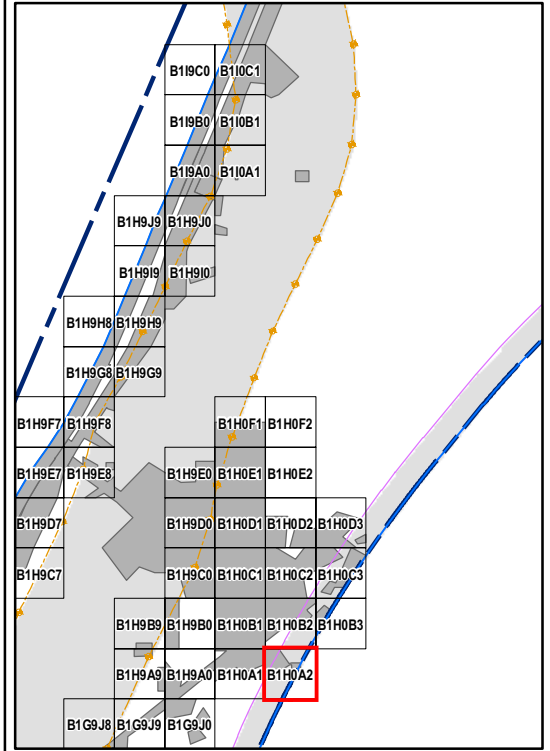 B1I9C0 B1I0C1
B1I9B0 B1I0B1
B1I9A0 B1I0A1
B1H9J9 B1H9J0
B1H9I9 B1H9I0
B1H9H8 B1H9H9
B1H9G8 B1H9G9
B1H9F7 B1H9F8 B1H0F1 B1H0F2
B1H9E7 B1H9E8 B1H9E0 B1H0E1 B1H0E2
B1H9D7 B1H9D0 B1H0D1 B1H0D2 B1H0D3
B1H9C7 B1H9C0 B1H0C1 B1H0C2 B1H0C3
B1H9B9 B1H9B0 B1H0B1 B1H0B2 B1H0B3
B1H9A9 B1H9A0 B1H0A1 B1H0A2
B1G9J8 B1G9J9 B1G9J0